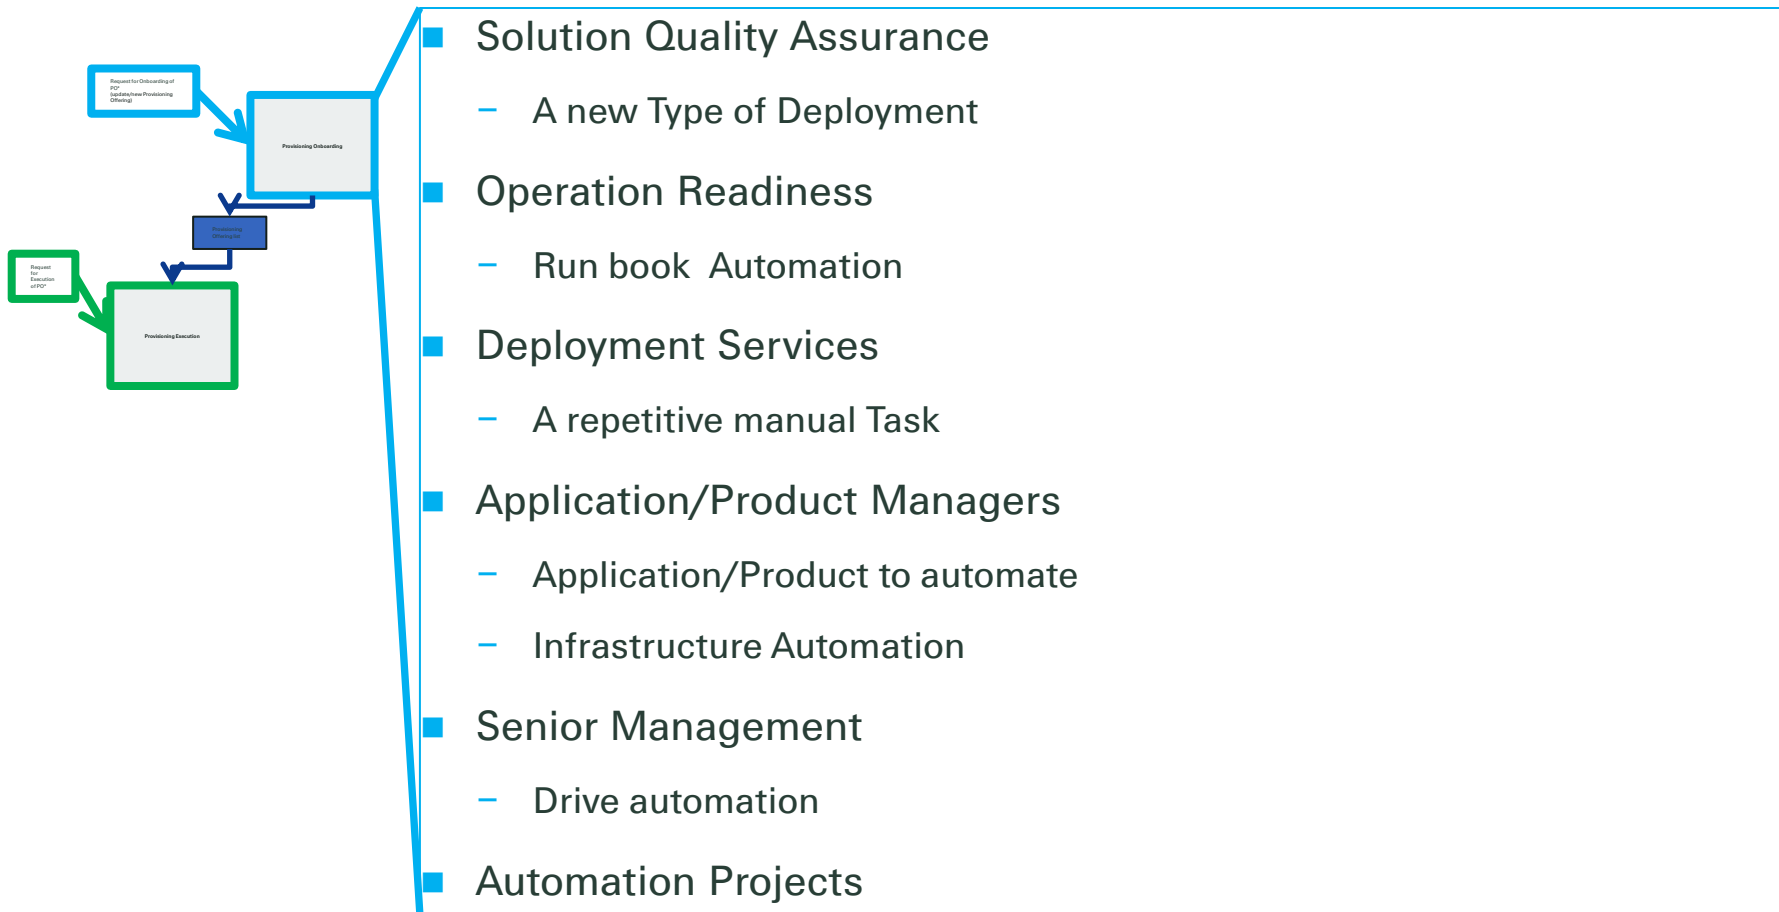 Request for Onboarding of
PO*
(update/new Provisioning
Offering)
Provisioning Onboarding
Provisioning
Offering list
Request
for
Execution
of PO*
Provisioning Execution
Solution Quality Assurance
– A new Type of Deployment
Operation Readiness
– Run book Automation
Deployment Services
– A repetitive manual Task
Application/Product Managers
– Application/Product to automate
– Infrastructure Automation
Senior Management
– Drive automation
Automation Projects